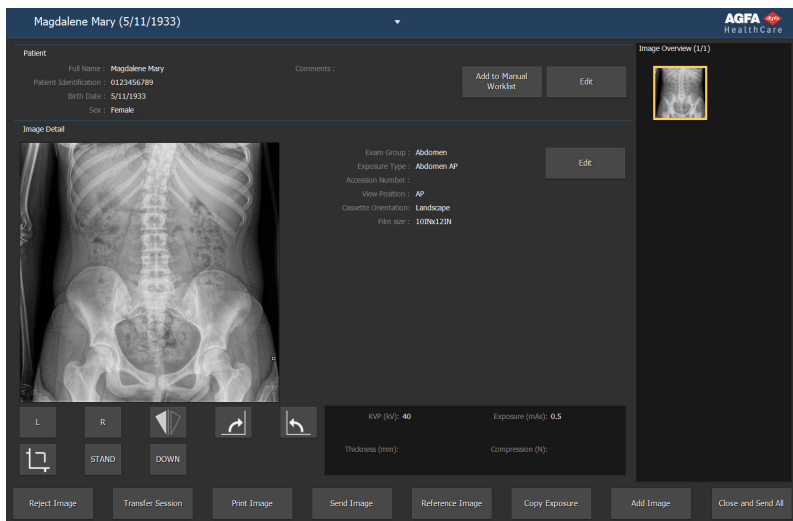 Magdalene Mary (5/11/1933)
AGFA
HealthCare
Patient
Full Name : Magdalene Mary
Comments :
Patient Identification : 0123456789
Birth Date : 5/11/1933
Sex : Female
Add to Manual
Worklist
Edit
Image Overview (1/1)
Image Detail
Exam Group : Abdomen
Exposure Type : Abdomen AP
Accession Number :
View Position : AP
Cassette Orientation: Landscape
Film size : 10INx12IN
Edit
L
R
STAND
DOWN
KVP (kV): 40
Exposure (mAs): 0.5
Thickness (mm):
Compression (N):
Reject Image
Transfer Session
Print Image
Send Image
Reference Image
Copy Exposure
Add Image
Close and Send All